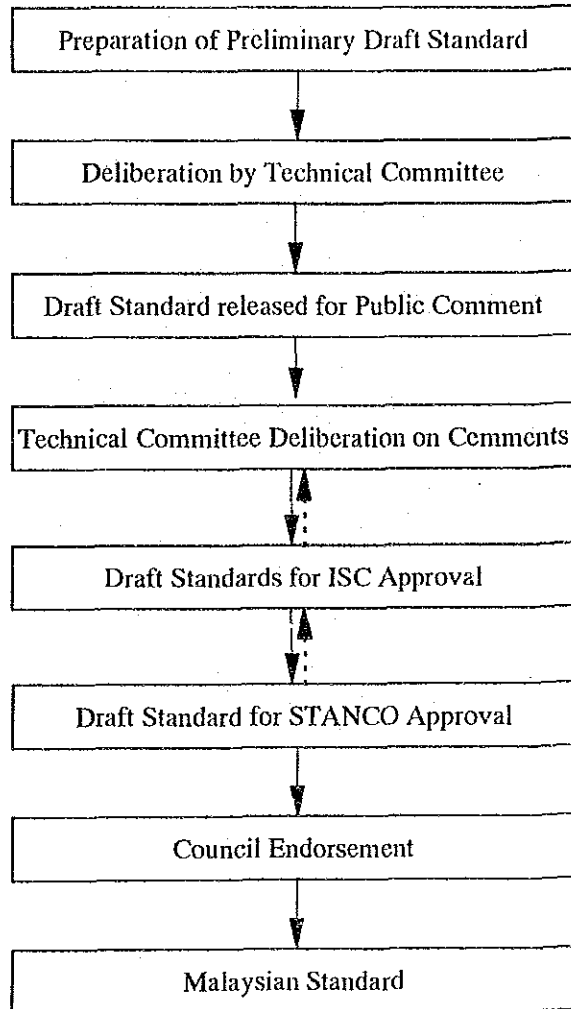 Preparation of Preliminary Draft Standard
Deliberation by Technical Committee
Draft Standard released for Public Comment
Technical Committee Deliberation on Comments
Draft Standards for ISC Approval
Draft Standard for STANCO Approval
Council Endorsement
Malaysian Standard